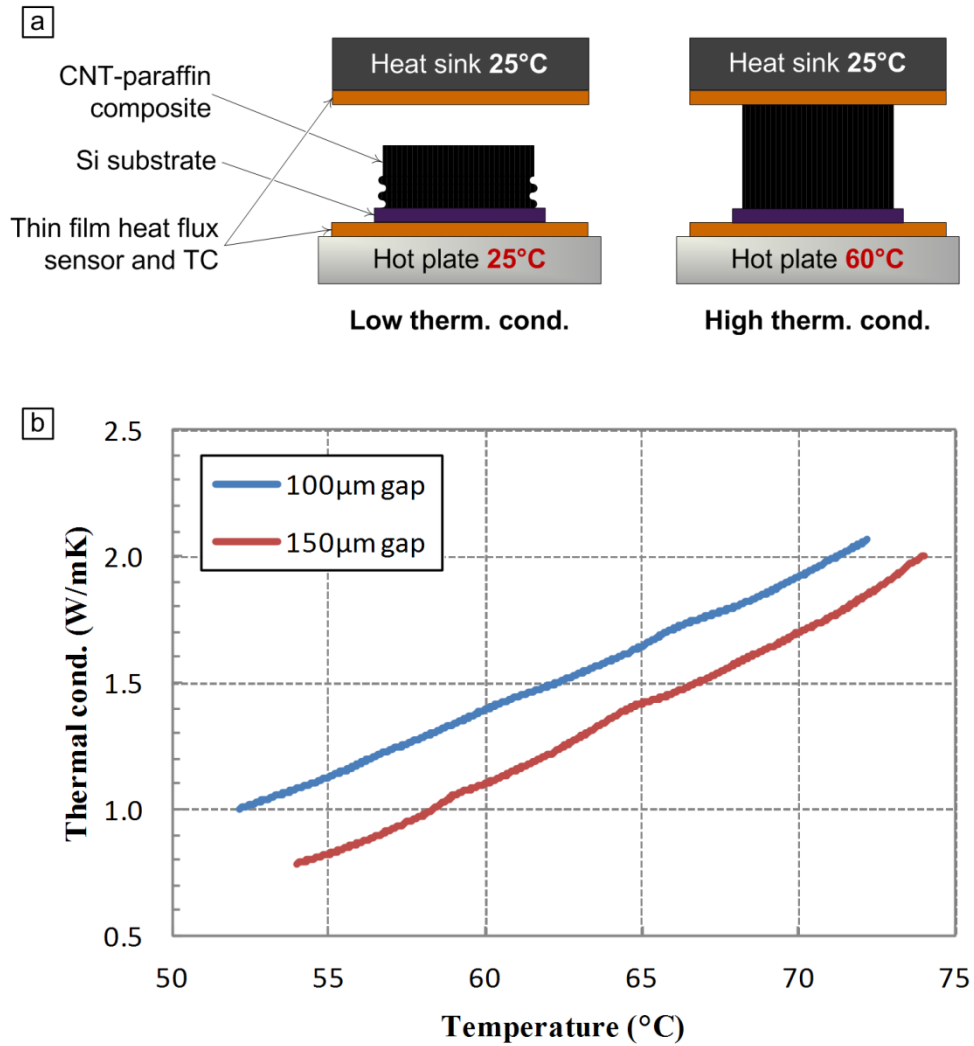 a
Heat sink 25°C
Heat sink 25°C
CNT-paraffin
composite
Si substrate
Thin film heat flux
sensor and TC
Hot plate 25°C
Hot plate 60°C
Low therm. cond.
High therm. cond.
b
2.5
2.0
1.5
1.0
0.5
Thermal cond. (W/mK)
100μm gap
150μm gap
50
55
60
65
70
75
Temperature (°C)